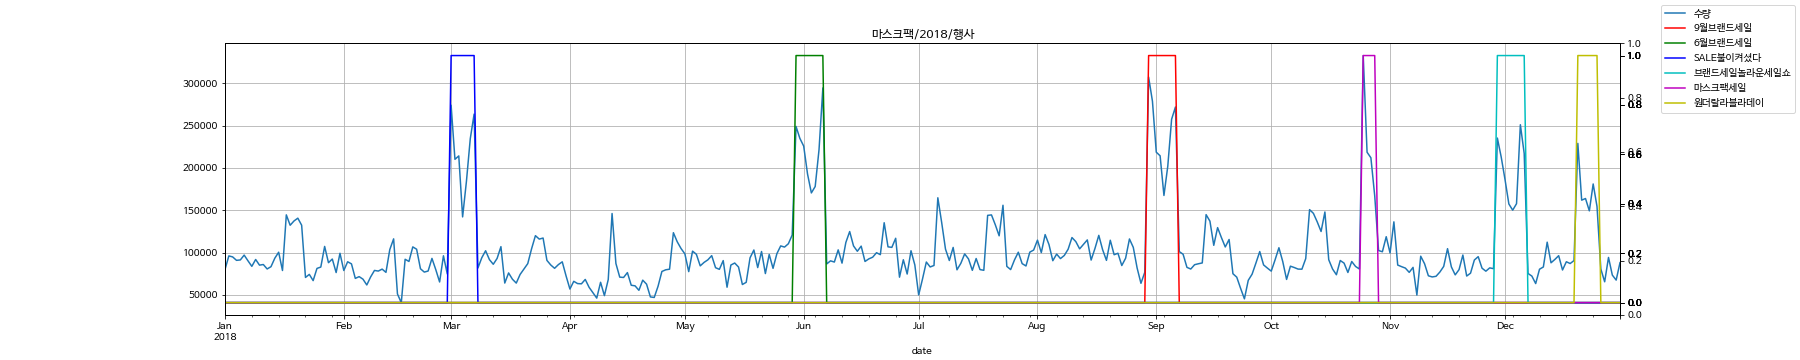 마스크팩/2018/행사
수량
9월브랜드세일
6월브랜드세일
SALE불이켜섰다
브랜드세일놀라운세일쇼
마스크팩세일
원더랄라블라데이
300000
250000
200000
150000
100000
50000
1.0
1.0
0.8
0.8
0.6
0.6
0.4
0.4
0.2
0.2
0.0
0.0
Jan Feb Mar Apr May Jun Jul Aug Sep Oct Nov Dec
2018
date